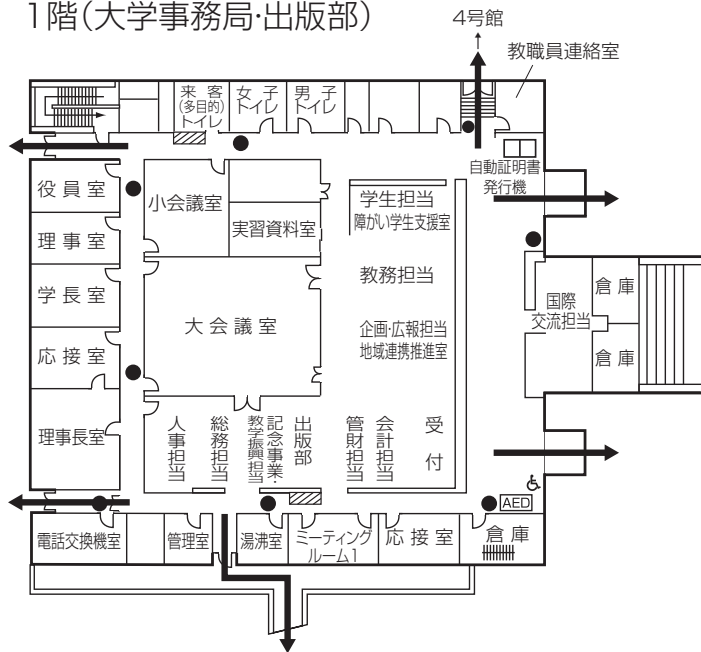 1階(大学事務局・出版部)
4号館
教職員連絡室
来客
(多目的)
トイレ
女子
トイレ
男子
トイレ
自動証明書
発行機
役員室
小会議室
実習資料室
学生担当
障がい学生支援室
理事室
教務担当
学長室
大会議室
国際
交流担当
倉庫
企画・広報担当
地域連携推進室
応接室
倉庫
理事長室
人事担当
総務担当
記念事業・
教学振興担当
出版部
管財担当
会計担当
受付
AED
電話交換機室
管理室
湯沸室
ミーティング
ルーム1
応接室
倉庫